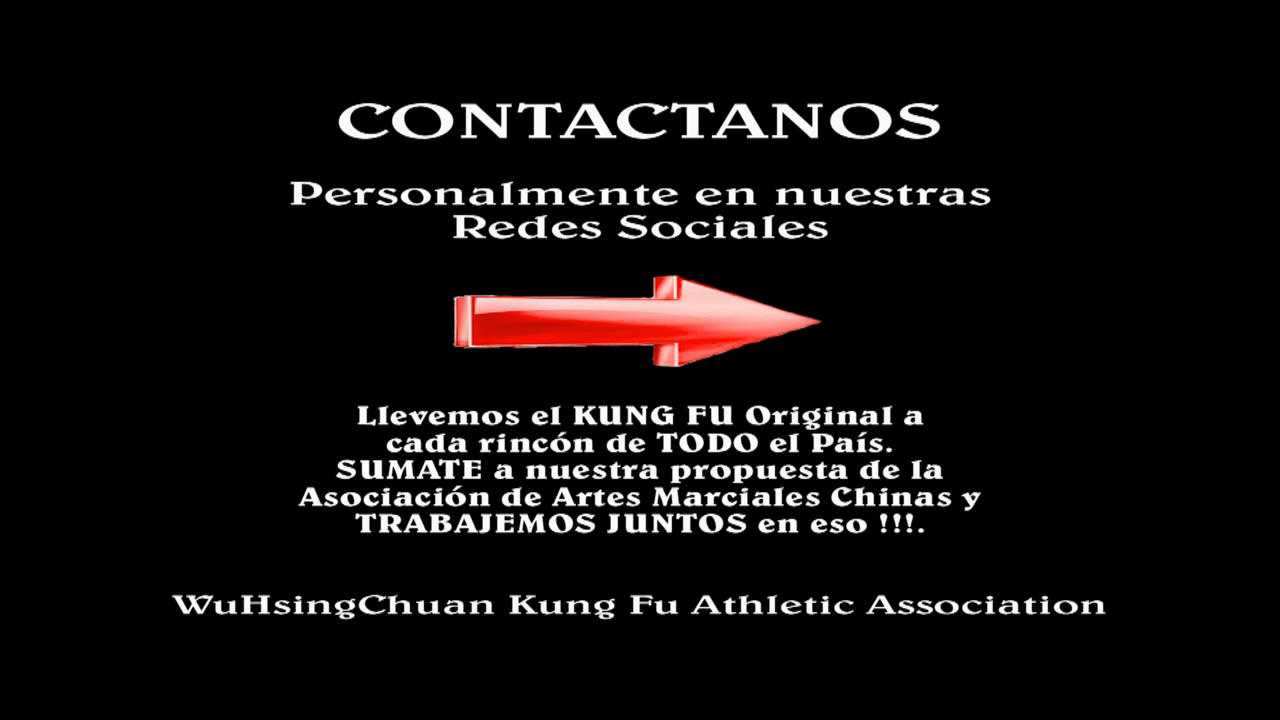 CONTACTANOS
Personalmente en nuestras
Redes Sociales
Llevemos el KUNG FU Original a
cada rincón de TODO el País.
SUMATE a nuestra propuesta de la
Asociación de Artes Marciales Chinas y
TRABAJEMOS JUNTOS en eso !!!.
WuHsingChuan Kung Fu Athletic Association